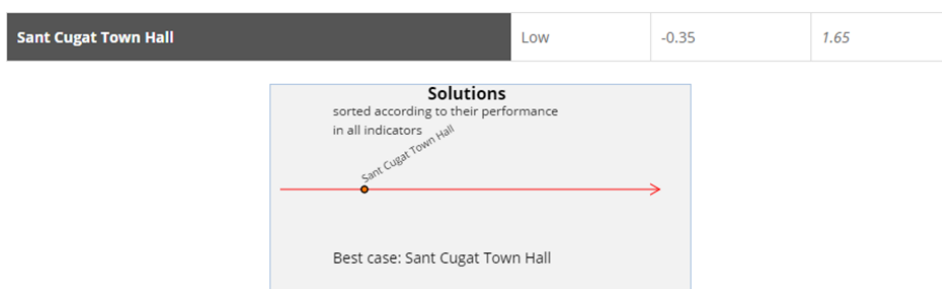 Sant Cugat Town Hall Low -0.35 1.65
Solutions
sorted according to their performance
in all indicators
Sant Cugat Town Hall
Best case: Sant Cugat Town Hall